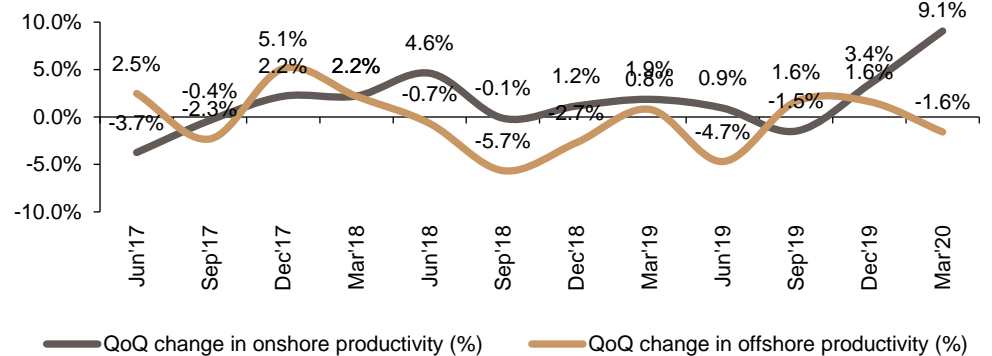 10.0%
5.0%
0.0%
-5.0%
-10.0%
2.5%
-3.7%
-0.4%
-2.3%
5.1%
2.2%
2.2%
2.2%
4.6%
-0.7%
-0.1%
-5.7%
1.2%
-2.7%
1.9%
0.8%
0.9%
-4.7%
1.6%
-1.5%
3.4%
1.6%
9.1%
-1.6%
Jun'17
Sep'17
Dec'17
Mar'18
Jun'18
Sep'18
Dec'18
Mar'19
Jun'19
Sep'19
Dec'19
Mar'20
QoQ change in onshore productivity (%)
QoQ change in offshore productivity (%)